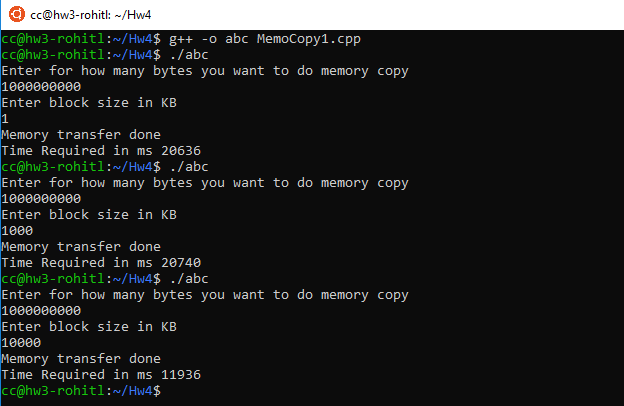 cc@hw3-rohitl: ~/Hw4
cc@hw3-rohitl:~/Hw4$ g++ -o abc MemoCopy1.cpp
cc@hw3-rohitl:~/Hw4$ ./abc
Enter for how many bytes you want to do memory copy
1000000000
Enter block size in KB
1
Memory transfer done
Time Required in ms 20636
cc@hw3-rohitl:~/Hw4$ ./abc
Enter for how many bytes you want to do memory copy
1000000000
Enter block size in KB
1000
Memory transfer done
Time Required in ms 20740
cc@hw3-rohitl:~/Hw4$ ./abc
Enter for how many bytes you want to do memory copy
1000000000
Enter block size in KB
10000
Memory transfer done
Time Required in ms 11936
cc@hw3-rohitl:~/Hw4$